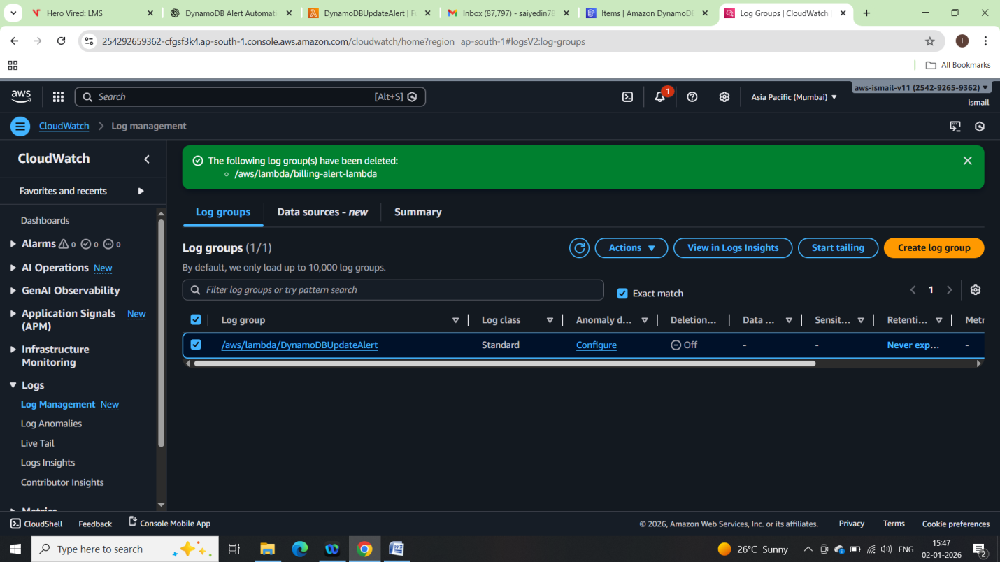 Hero Vired: LMS
DynamoDB Alert Automati
DynamoDBUpdateAlert | F
Inbox (87,797) - saiyedin78
Items | Amazon DynamoDB
Log Groups | CloudWatch
254292659362-cfgsf3k4.ap-south-1.console.aws.amazon.com/cloudwatch/home?region=ap-south-1#logsV2:log-groups
I
All Bookmarks
aws
Search
[Alt+S]
1
Asia Pacific (Mumbai)
aws-ismail-v11 (2542-9265-9362)
ismail
CloudWatch
Log management
CloudWatch
Favorites and recents
Dashboards
Alarms 0 0 0
AI Operations New
GenAI Observability
Application Signals New
(APM)
Infrastructure
Monitoring
Logs
Log Management New
Log Anomalies
Live Tail
Logs Insights
Contributor Insights
Metrics
The following log group(s) have been deleted:
/aws/lambda/billing-alert-lambda
Log groups
Data sources - new
Summary
Log groups (1/1)
Actions
View in Logs Insights
Start tailing
Create log group
By default, we only load up to 10,000 log groups.
Filter log groups or try pattern search
Exact match
1
Log group
Log class
Anomaly d...
Deletion...
Data ...
Sensit...
Retenti...
Metr
/aws/lambda/DynamoDBUpdateAlert
Standard
Configure
Off
-
-
Never exp...
-
CloudShell
Feedback
Console Mobile App
© 2026, Amazon Web Services, Inc. or its affiliates.
Privacy
Terms
Cookie preferences
Type here to search
26°C Sunny
ENG
15:47
02-01-2026
2